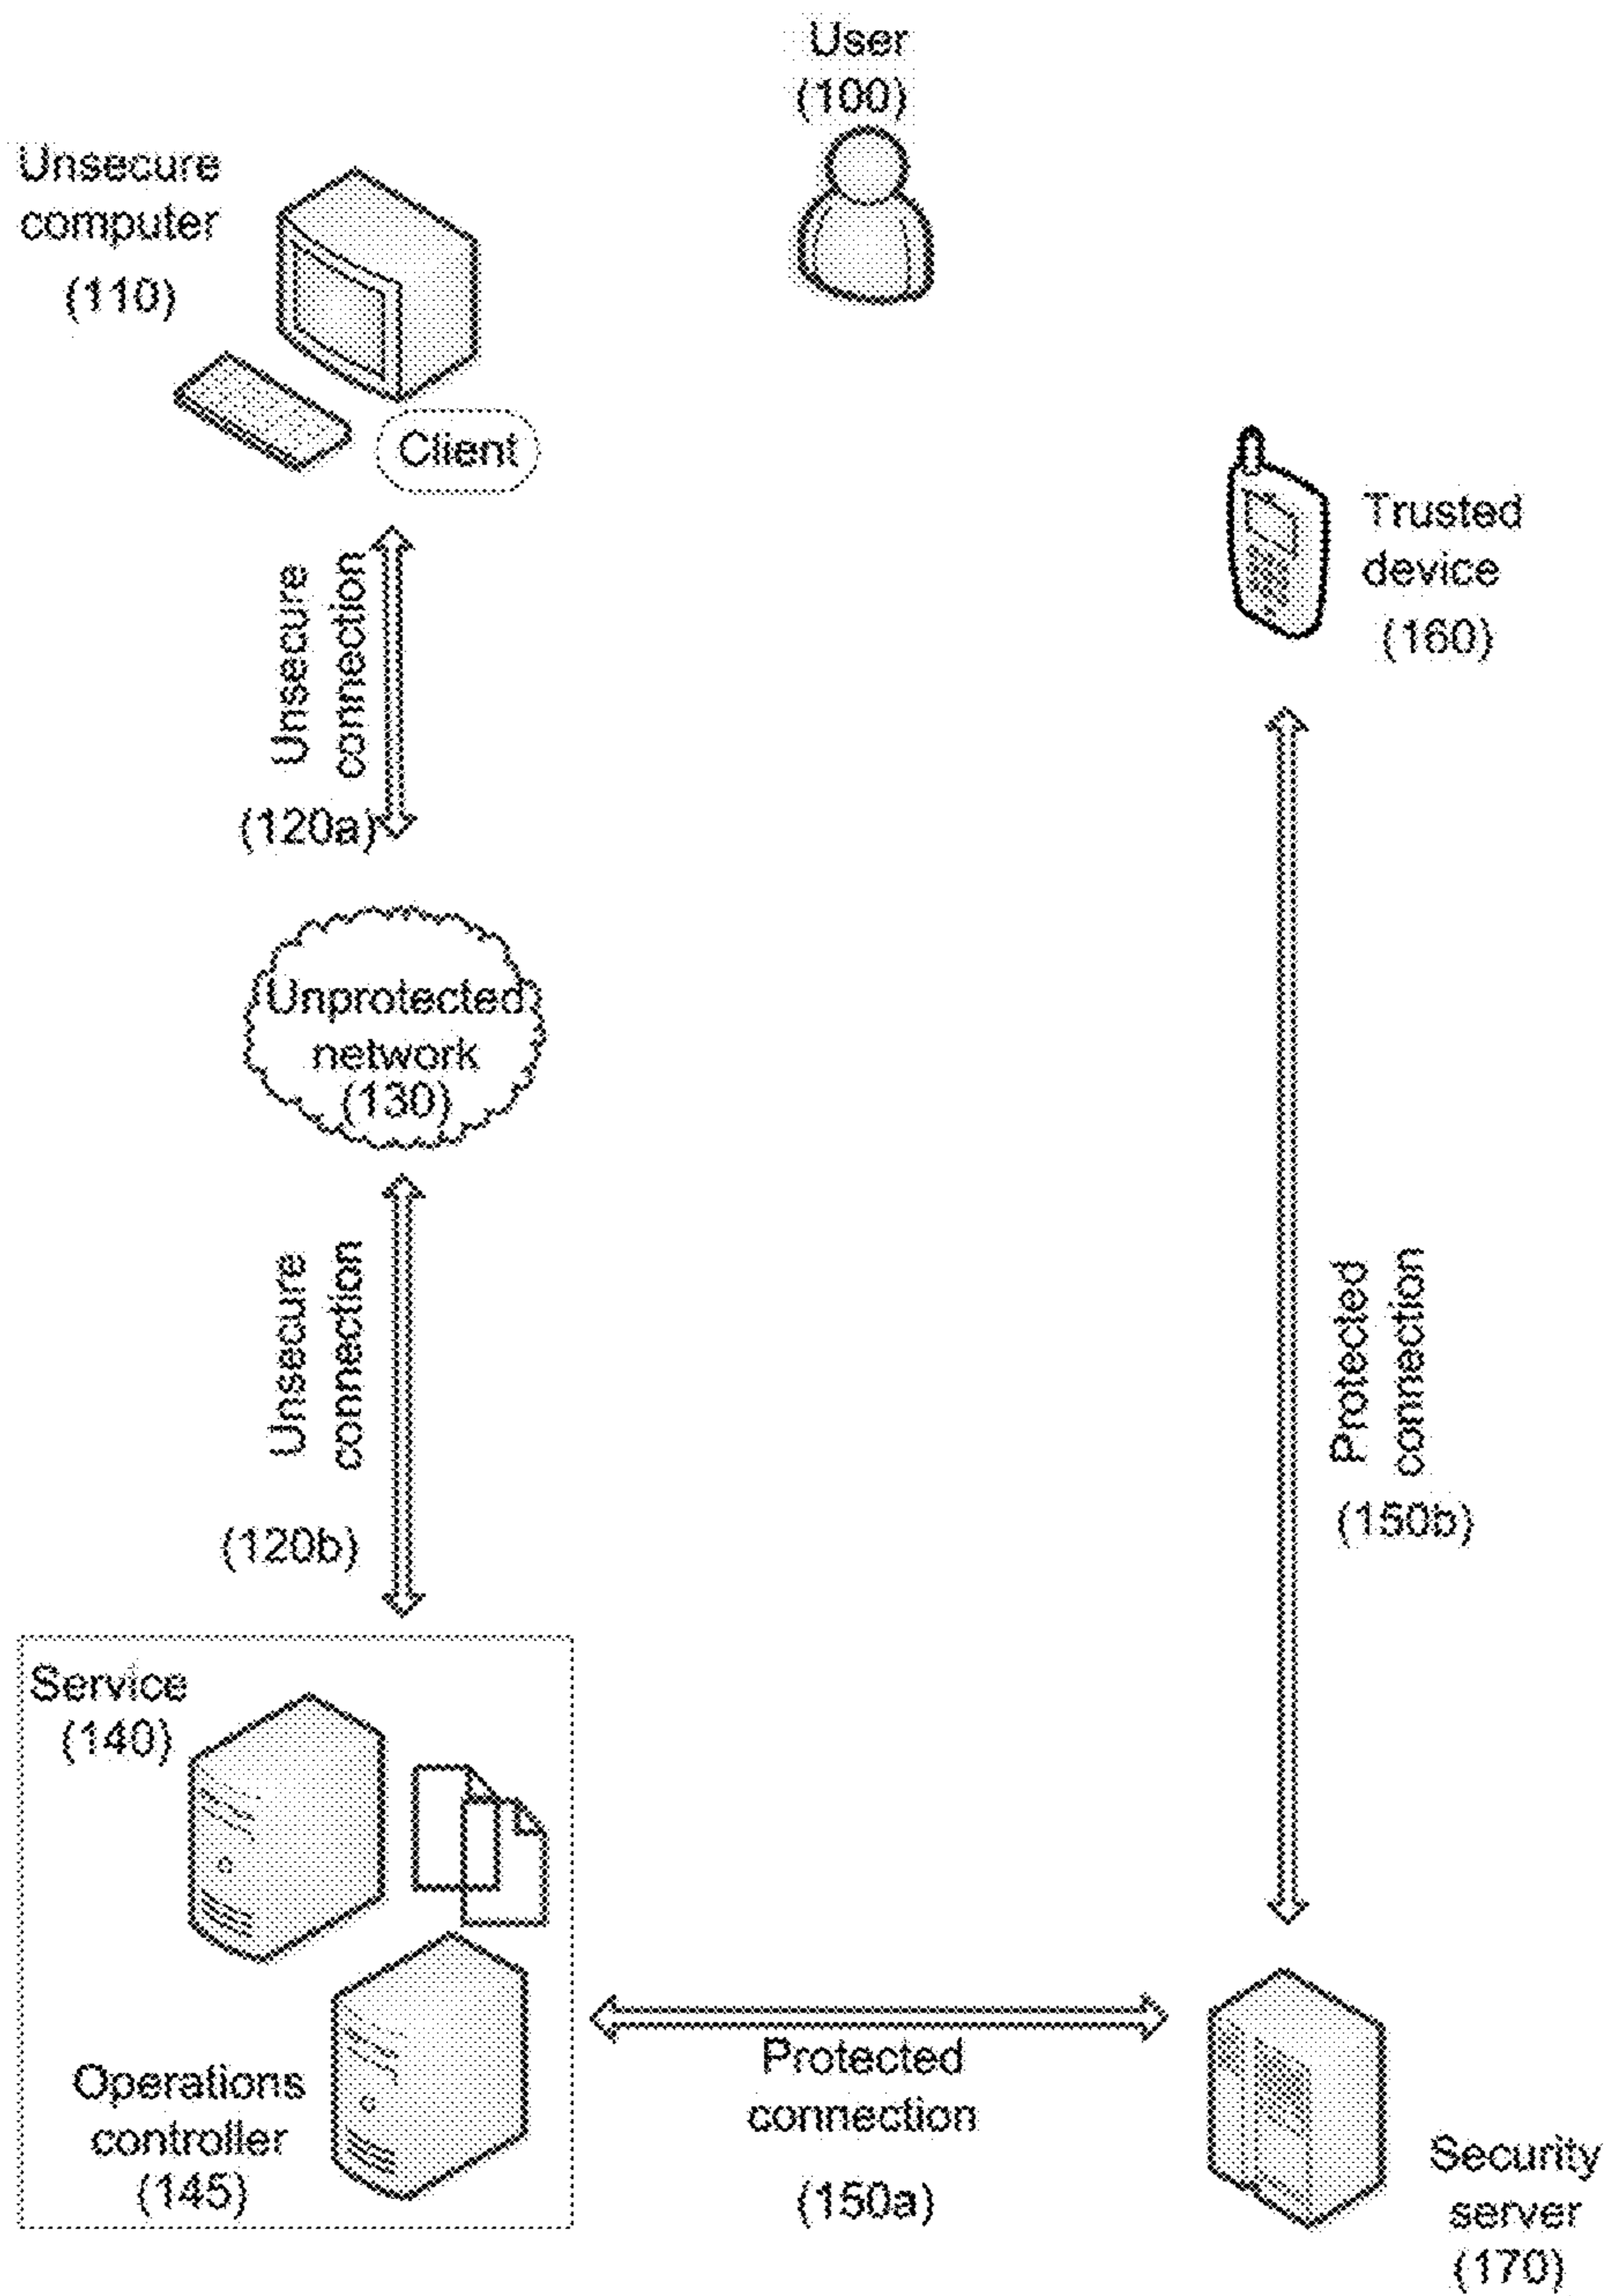 User
(100)
Unsecure
computer
(110)
Client
Trusted
device
(160)
Unsecure
connection
(120a)
Unprotected
network
(130)
Unsecure
connection
(120b)
Protected
connection
(150b)
Service
(140)
Operations
controller
(145)
Protected
connection
(150a)
Security
server
(170)